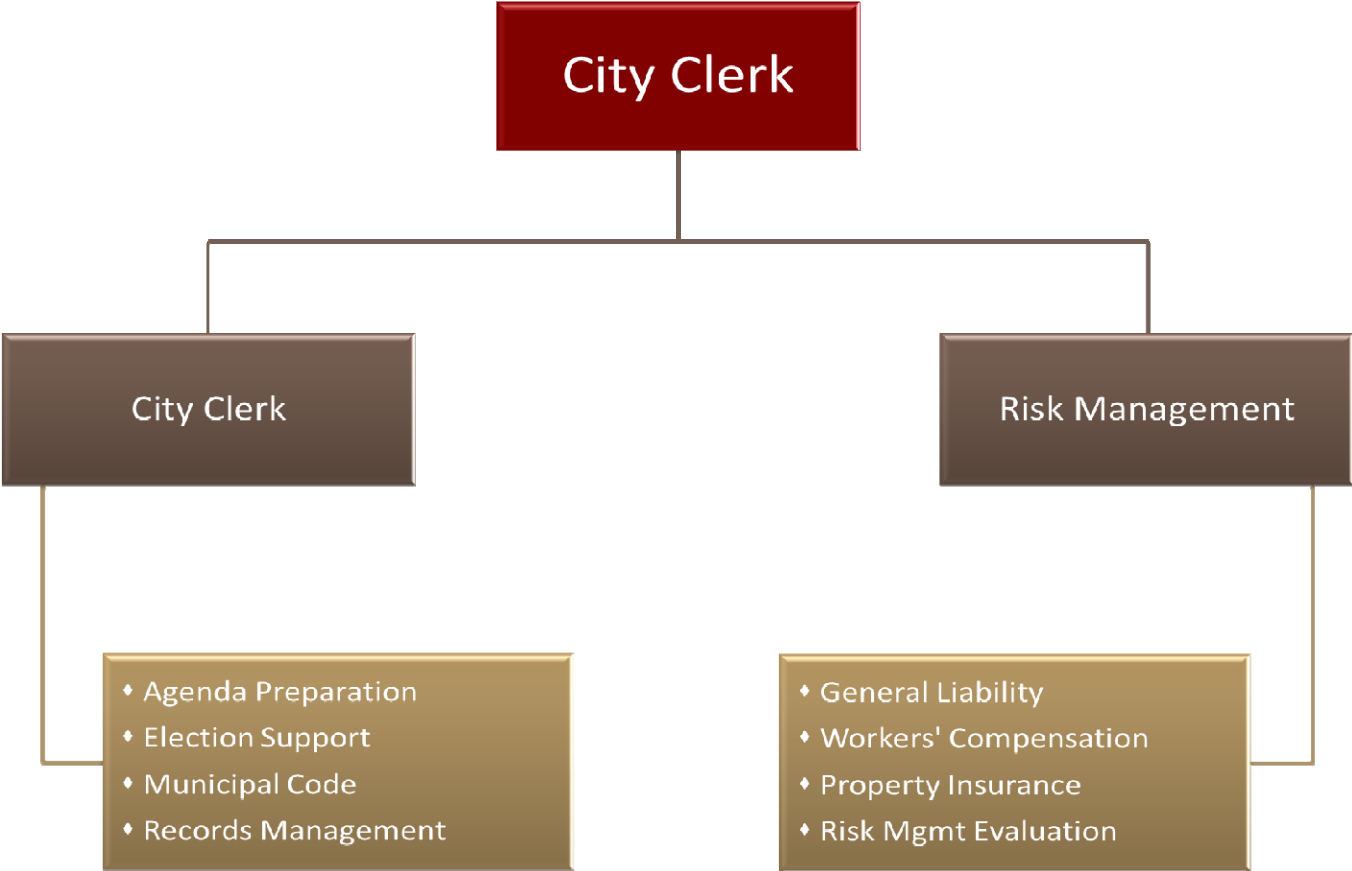 City Clerk
City Clerk
Risk Management
⬧ Agenda Preparation
⬧ Election Support
⬧ Municipal Code
⬧ Records Management
⬧ General Liability
⬧ Workers' Compensation
⬧ Property Insurance
⬧ Risk Mgmt Evaluation